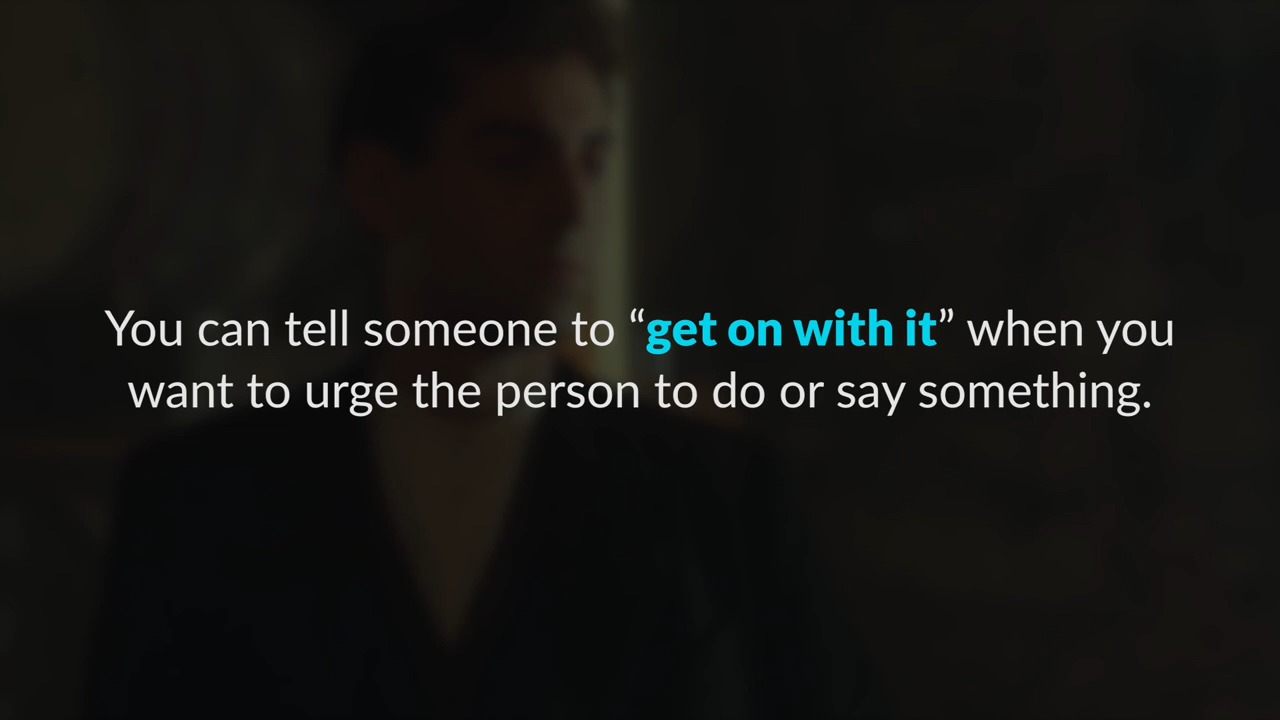 You can tell someone to “get on with it” when you
want to urge the person to do or say something.